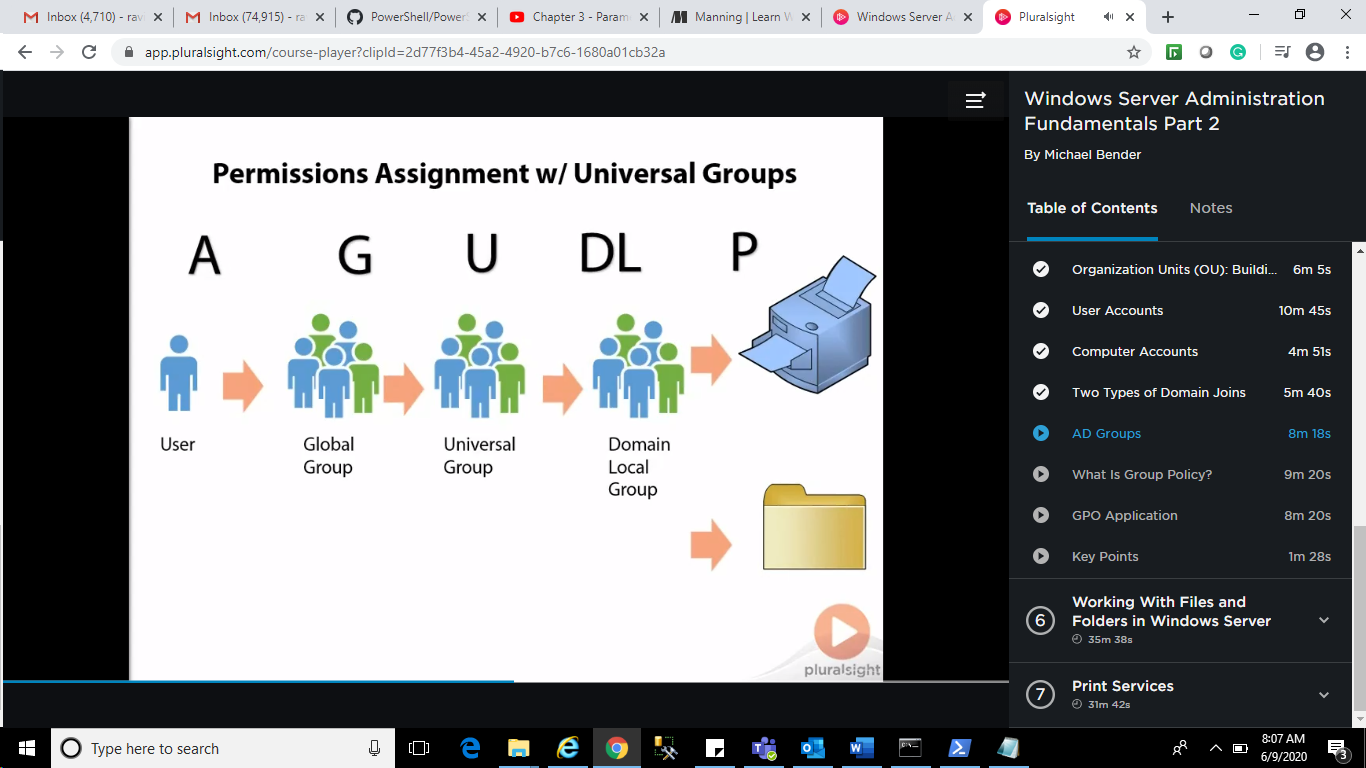 Inbox (4,710) - rav
Inbox (74,915) - ra
PowerShell/Power
Chapter 3 - Param
Manning | Learn W
Windows Server A
Pluralsight
app.pluralsight.com/course-player?clipId=2d77f3b4-45a2-4920-b7c6-1680a01cb32a
Permissions Assignment w/ Universal Groups
A G U DL P
User
Global
Group
Universal
Group
Domain
Local
Group
pluralsight
Windows Server Administration
Fundamentals Part 2
By Michael Bender
Table of Contents Notes
Organization Units (OU): Buildi... 6m 5s
User Accounts 10m 45s
Computer Accounts 4m 51s
Two Types of Domain Joins 5m 40s
AD Groups 8m 18s
What Is Group Policy? 9m 20s
GPO Application 8m 20s
Key Points 1m 28s
6
Working With Files and
Folders in Windows Server
35m 38s
7
Print Services
31m 42s
Type here to search
8:07 AM
6/9/2020
3